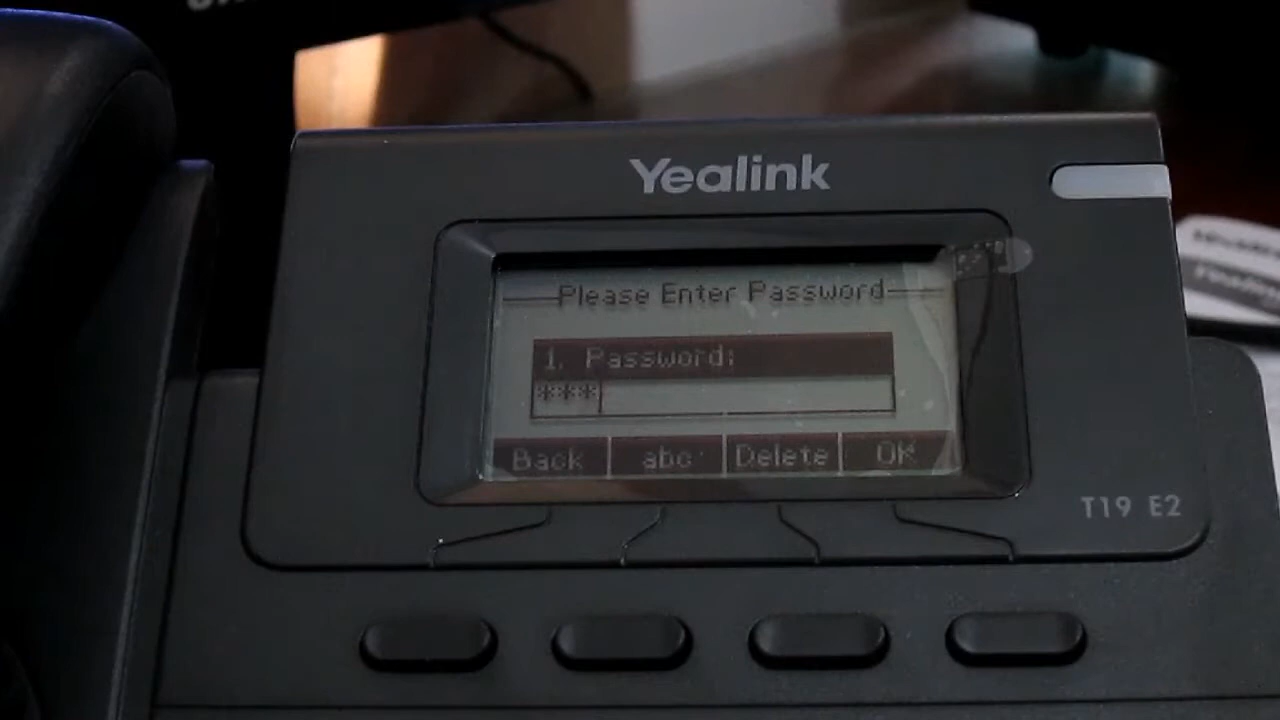 Yealink
Please Enter Password
1. Password:
***
Back abc Delete OK
T19 E2